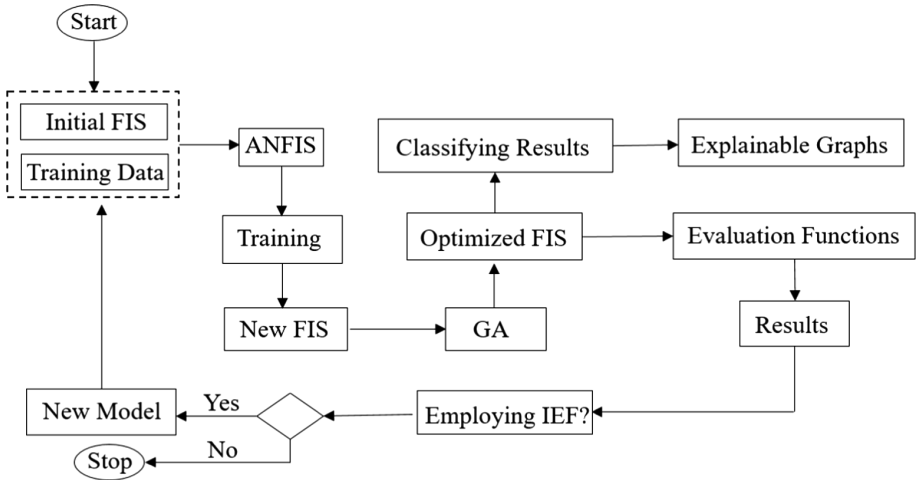 Start
Initial FIS
Training Data
ANFIS
Training
New FIS
GA
Optimized FIS
Classifying Results
Explainable Graphs
Evaluation Functions
Results
Employing IEF?
Yes
New Model
No
Stop